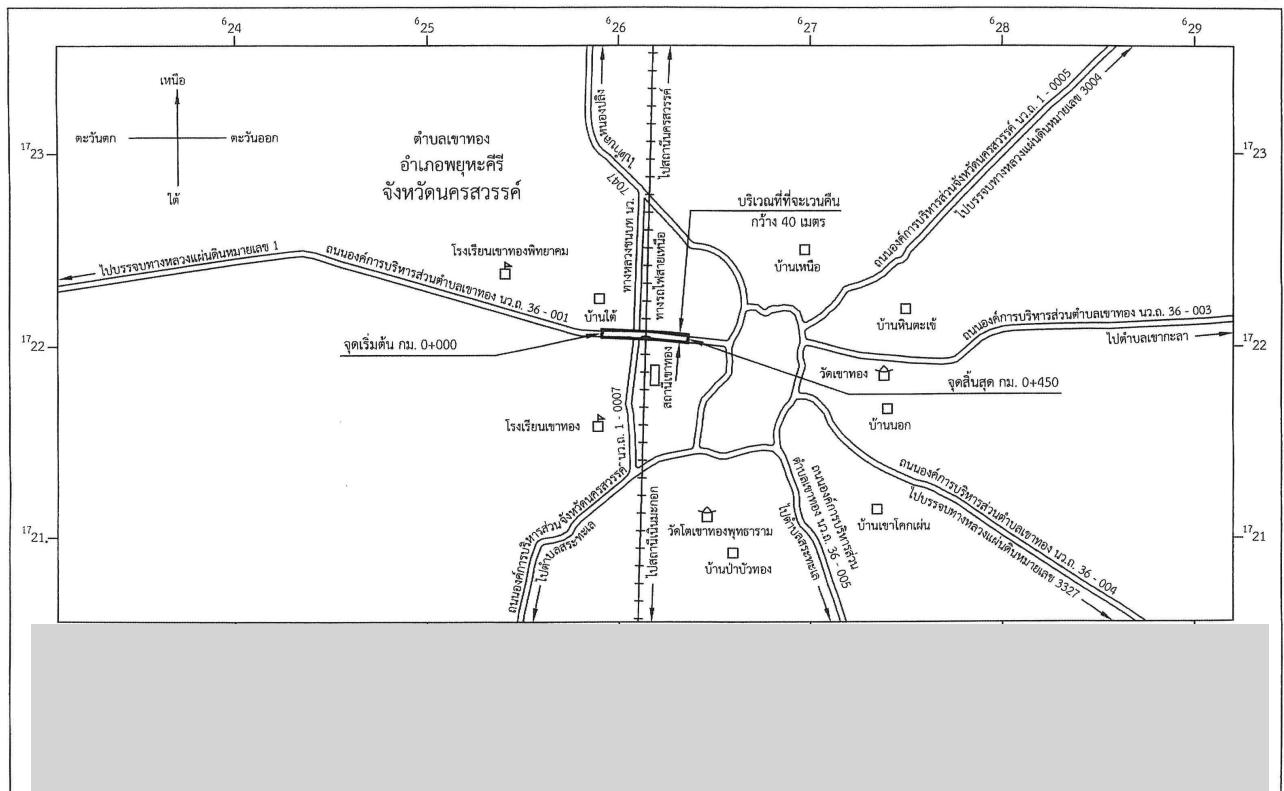 ⁶24
⁶25
⁶26
⁶27
⁶28
⁶29
เหนือ
ตะวันตก
ตะวันออก
ใต้
ตำบลเขาทอง
อำเภอพยุหะคีรี
จังหวัดนครสวรรค์
หนองปลิง
ไปสถานีนครสวรรค์
ถนนองค์การบริหารส่วนจังหวัดนครสวรรค์ นว.ถ. 1 - 0005
ไปบรรจบทางหลวงแผ่นดินหมายเลข 3004
¹⁷23
¹⁷23
บริเวณที่ที่จะเวนคืน
กว้าง 40 เมตร
โรงเรียนเขาทองพิทยาคม
ทางหลวงชนบท นว.
7047
ทางรถไฟสายเหนือ
บ้านเหนือ
ไปบรรจบทางหลวงแผ่นดินหมายเลข 1
ถนนองค์การบริหารส่วนตำบลเขาทอง นว.ถ. 36 - 001
บ้านใต้
บ้านหินตะเข้
ถนนองค์การบริหารส่วนตำบลเขาทอง นว.ถ. 36 - 003
ไปตำบลเขากะลา
¹⁷22
¹⁷22
จุดเริ่มต้น กม. 0+000
สถานีเขาทอง
วัดเขาทอง
จุดสิ้นสุด กม. 0+450
บ้านนอก
โรงเรียนเขาทอง
ถนนองค์การบริหารส่วนจังหวัดนครสวรรค์ นว.ถ. 1 - 0007
ไปตำบลสระทะเล
ไปสถานีเนินมะกอก
วัดโตเขาทองพุทธาราม
บ้านป่าบัวทอง
ถนนองค์การบริหารส่วน
ตำบลเขาทอง นว.ถ. 36 - 005
ไปตำบลสระทะเล
บ้านเขาโคกเผ่น
ถนนองค์การบริหารส่วนตำบลเขาทอง นว.ถ. 36 - 004
ไปบรรจบทางหลวงแผ่นดินหมายเลข 3327
¹⁷21
¹⁷21